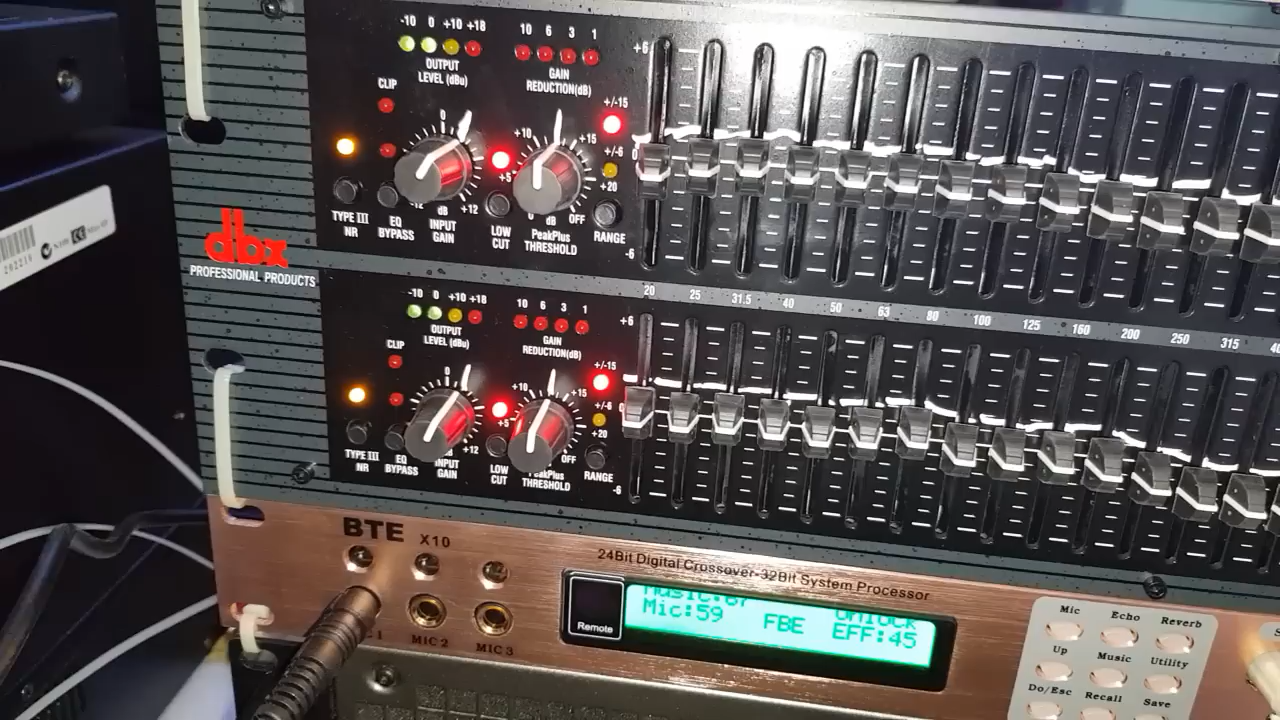 -10 0 +10 +18
OUTPUT
LEVEL (dBu)
10 6 3 1
GAIN
REDUCTION(dB)
CLIP
0
+10
+15
+/-15
+/-6
+5
+20
+6
0
-6
TYPE III
NR
EQ
BYPASS
-12 dB +12
INPUT
GAIN
LOW
CUT
0 dB OFF
PeakPlus
THRESHOLD
RANGE
dbx
PROFESSIONAL PRODUCTS
20 25 31.5 40 50 63 80 100 125 160 200 250 315
-10 0 +10 +18
OUTPUT
LEVEL (dBu)
10 6 3 1
GAIN
REDUCTION(dB)
CLIP
0
+10
+15
+/-15
+/-6
+5
+20
+6
-6
TYPE III
NR
EQ
BYPASS
+12
INPUT
GAIN
LOW
CUT
OFF
PeakPlus
THRESHOLD
RANGE
BTE X10
24Bit Digital Crossover-32Bit System Processor
Remote
Mic:59 FBE EFF:45
MIC 2
MIC 3
Mic Echo Reverb
Up Music Utility
Do/Esc Recall Save